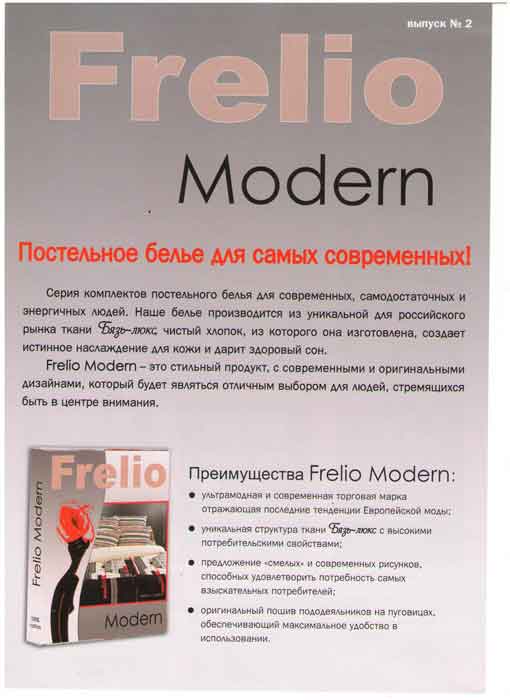 выпуск № 2
Frelio
Modern
Постельное белье для самых современных!
Серия комплектов постельного белья для современных, самодостаточных и
энергичных людей. Наше белье производится из уникальной для российского
рынка ткани Бязь-люкс, чистый хлопок, из которого она изготовлена, создает
истинное наслаждение для кожи и дарит здоровый сон.
Frelio Modern – это стильный продукт, с современными и оригинальными
дизайнами, который будет являться отличным выбором для людей, стремящихся
быть в центре внимания.
Frelio
Frelio Modern
Modern
Преимущества Frelio Modern:
● ультрамодная и современная торговая марка
отражающая последние тенденции Европейской моды;
● уникальная структура ткани Бязь-люкс с высокими
потребительскими свойствами;
● предложение «смелых» и современных рисунков,
способных удовлетворить потребность самых
взыскательных потребителей;
● оригинальный пошив пододеяльников на пуговицах,
обеспечивающий максимальное удобство в
использовании.